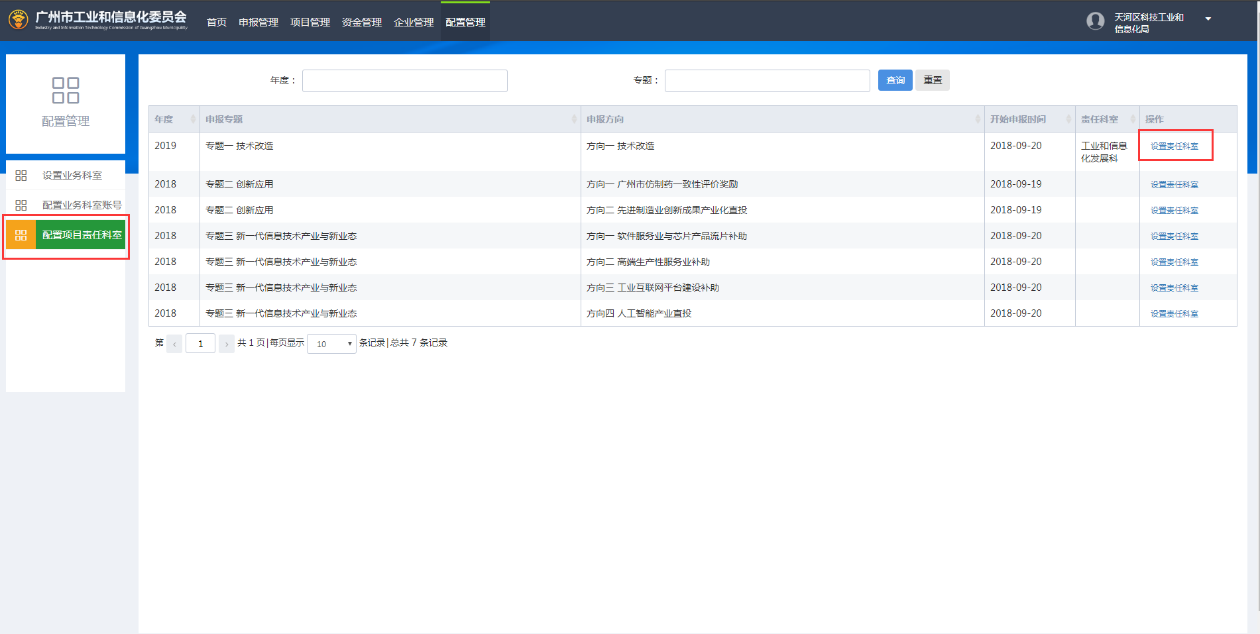 广州市工业和信息化委员会
Industry and Information Technology Commission of Guangzhou Municipality
首页 申报管理 项目管理 资金管理 企业管理 配置管理
天河区科技工业和
信息化局
配置管理
设置业务科室
配置业务科室账号
配置项目责任科室
年度： 专题： 查询 重置
年度 申报专题 申报方向 开始申报时间 责任科室 操作
2019 专题一 技术改造 方向一 技术改造 2018-09-20 工业和信息 设置责任科室
化发展科
2018 专题二 创新应用 方向一 广州市仿制药一致性评价奖励 2018-09-19 设置责任科室
2018 专题二 创新应用 方向二 先进制造业创新成果产业化直投 2018-09-19 设置责任科室
2018 专题三 新一代信息技术产业与新业态 方向一 软件服务业与芯片产品流片补助 2018-09-20 设置责任科室
2018 专题三 新一代信息技术产业与新业态 方向二 高端生产性服务业补助 2018-09-20 设置责任科室
2018 专题三 新一代信息技术产业与新业态 方向三 工业互联网平台建设补助 2018-09-20 设置责任科室
2018 专题三 新一代信息技术产业与新业态 方向四 人工智能产业直投 2018-09-20 设置责任科室
第 ‹ 1 › 共 1 页|每页显示 10 条记录|总共 7 条记录